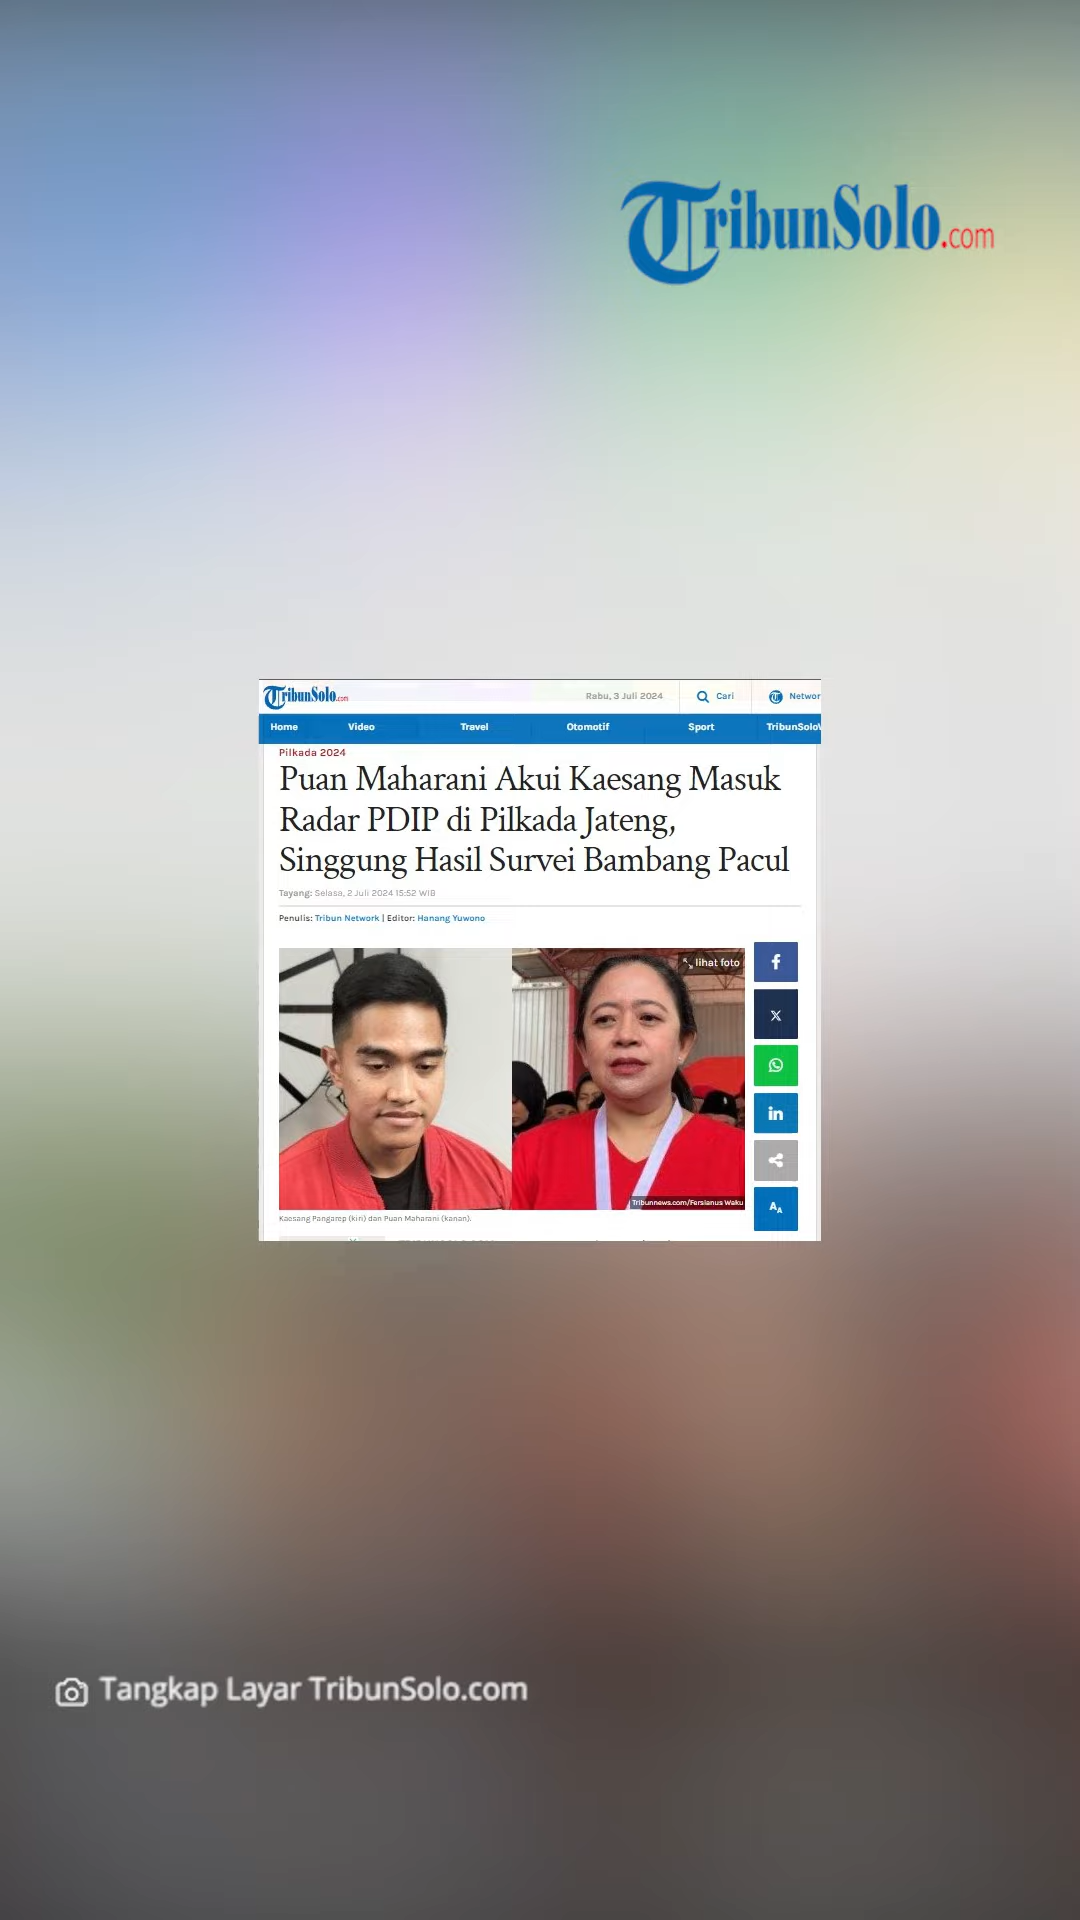 TribunSolo.com
TribunSolo.com
Rabu, 3 Juli 2024
Cari
Networ
Home
Video
Travel
Otomotif
Sport
TribunSolo
Pilkada 2024
Puan Maharani Akui Kaesang Masuk
Radar PDIP di Pilkada Jateng,
Singgung Hasil Survei Bambang Pacul
Tayang: Selasa, 2 Juli 2024 15:52 WIB
Penulis: Tribun Network | Editor: Hanang Yuwono
lihat foto
Tribunnews.com/Fersianus Waku
Kaesang Pangarep (kiri) dan Puan Maharani (kanan).
Tangkap Layar TribunSolo.com